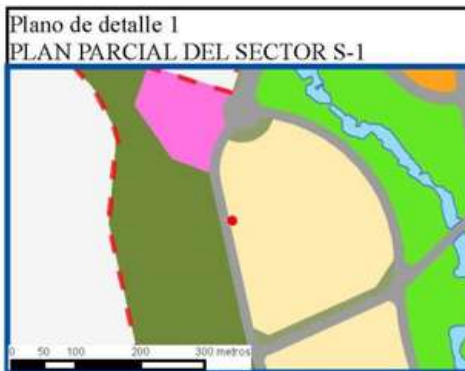 Plano de detalle 1
PLAN PARCIAL DEL SECTOR S-1
0 50 100 200 300 metros